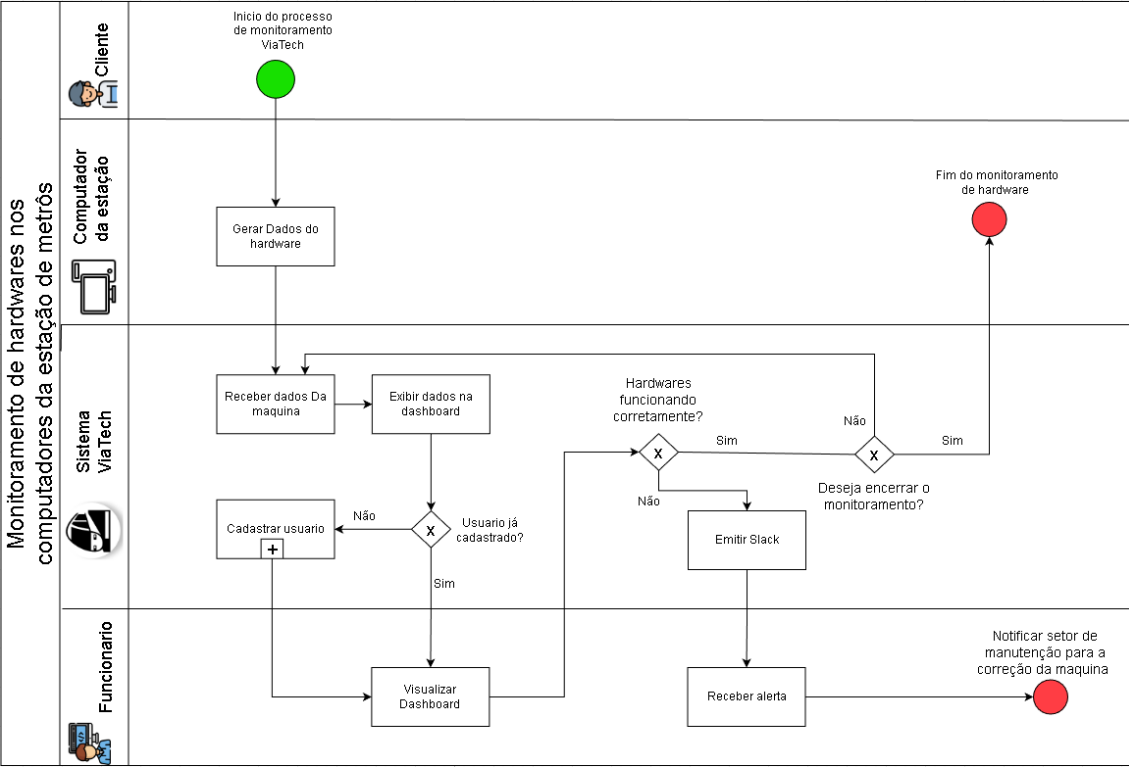 Monitoramento de hardwares nos
computadores da estação de metrôs
Cliente
Inicio do processo
de monitoramento
ViaTech
Computador
da estação
Gerar Dados do
hardware
Fim do monitoramento
de hardware
Sistema
ViaTech
Receber dados Da
maquina
Exibir dados na
dashboard
Hardwares
funcionando
corretamente?
X
Sim
Não
X
Sim
Deseja encerrar o
monitoramento?
Não
Cadastrar usuario
+
Não
X
Usuario já
cadastrado?
Sim
Emitir Slack
Funcionario
Visualizar
Dashboard
Receber alerta
Notificar setor de
manutenção para a
correção da maquina